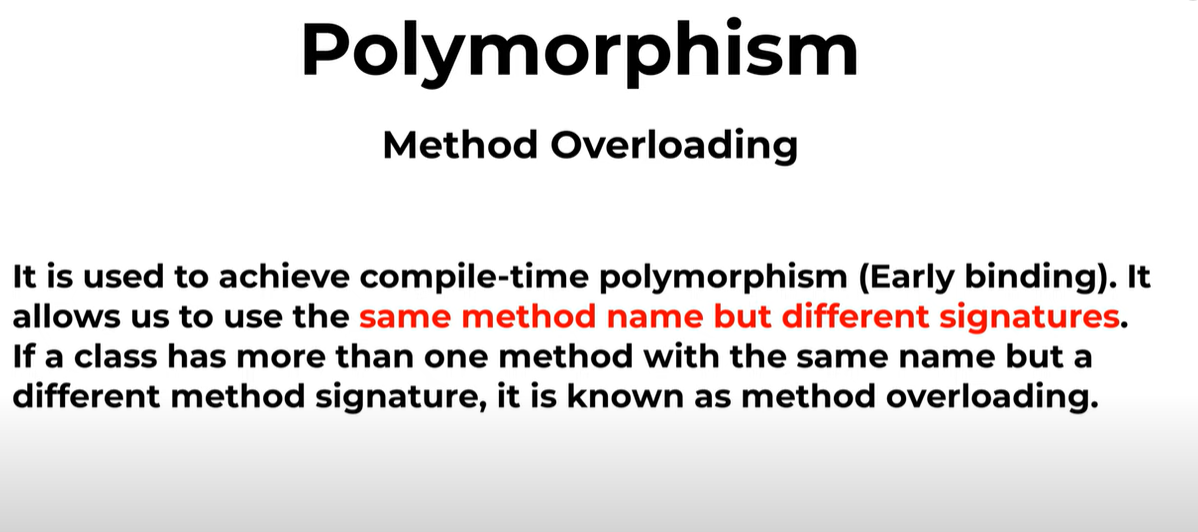 Polymorphism
Method Overloading
It is used to achieve compile-time polymorphism (Early binding). It
allows us to use the same method name but different signatures.
If a class has more than one method with the same name but a
different method signature, it is known as method overloading.